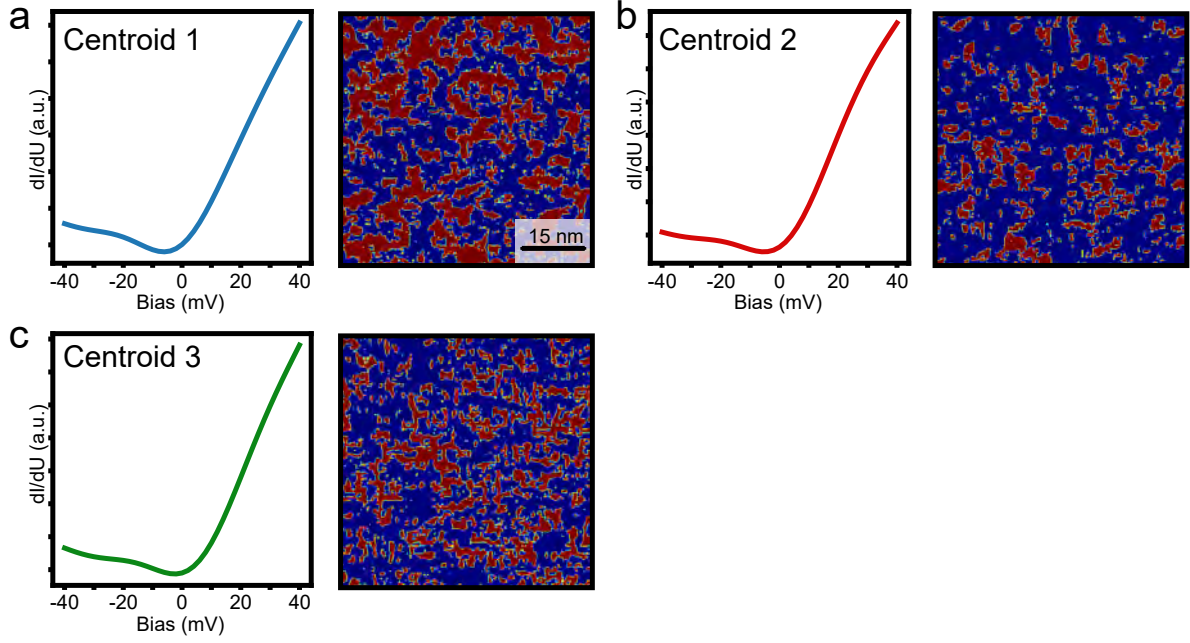 a
Centroid 1
dI/dU (a.u.)
-40 -20 0 20 40
Bias (mV)
15 nm
b
Centroid 2
dI/dU (a.u.)
-40 -20 0 20 40
Bias (mV)
c
Centroid 3
dI/dU (a.u.)
-40 -20 0 20 40
Bias (mV)